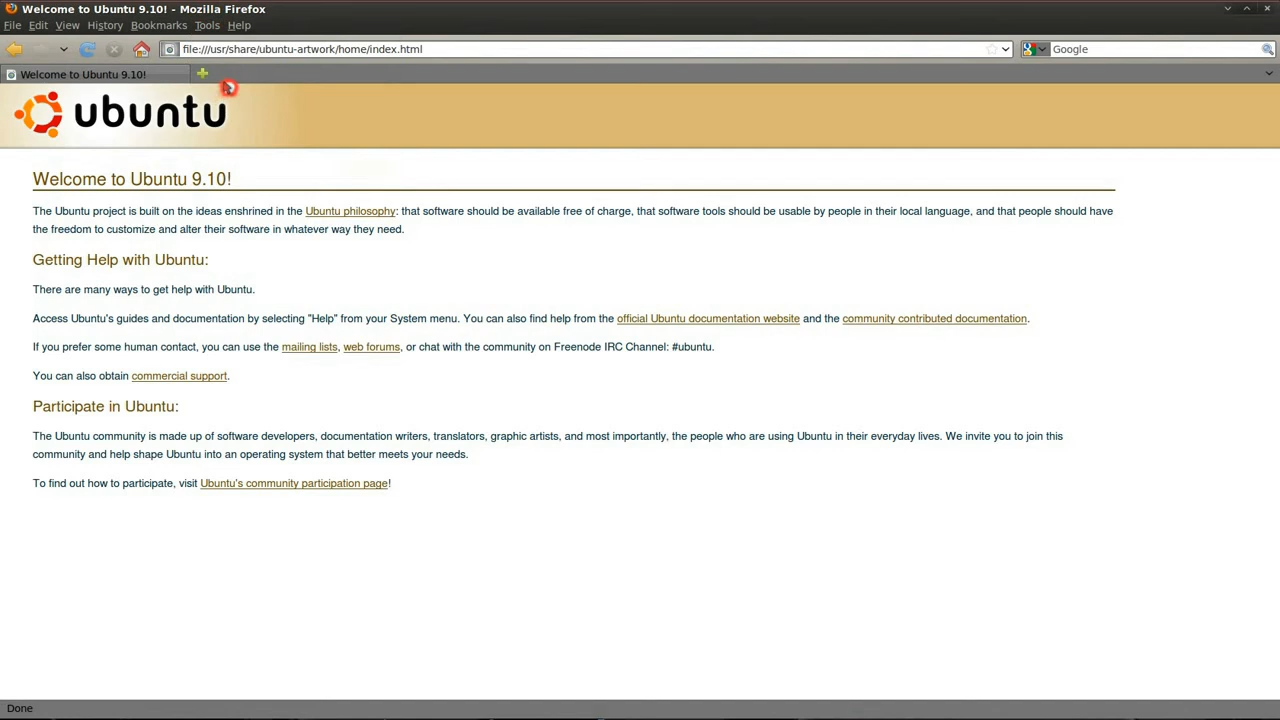 Welcome to Ubuntu 9.10! - Mozilla Firefox
File Edit View History Bookmarks Tools Help
file:///usr/share/ubuntu-artwork/home/index.html
Google
Welcome to Ubuntu 9.10!
ubuntu
Welcome to Ubuntu 9.10!
The Ubuntu project is built on the ideas enshrined in the Ubuntu philosophy: that software should be available free of charge, that software tools should be usable by people in their local language, and that people should have
the freedom to customize and alter their software in whatever way they need.
Getting Help with Ubuntu:
There are many ways to get help with Ubuntu.
Access Ubuntu's guides and documentation by selecting "Help" from your System menu. You can also find help from the official Ubuntu documentation website and the community contributed documentation.
If you prefer some human contact, you can use the mailing lists, web forums, or chat with the community on Freenode IRC Channel: #ubuntu.
You can also obtain commercial support.
Participate in Ubuntu:
The Ubuntu community is made up of software developers, documentation writers, translators, graphic artists, and most importantly, the people who are using Ubuntu in their everyday lives. We invite you to join this
community and help shape Ubuntu into an operating system that better meets your needs.
To find out how to participate, visit Ubuntu's community participation page!
Done